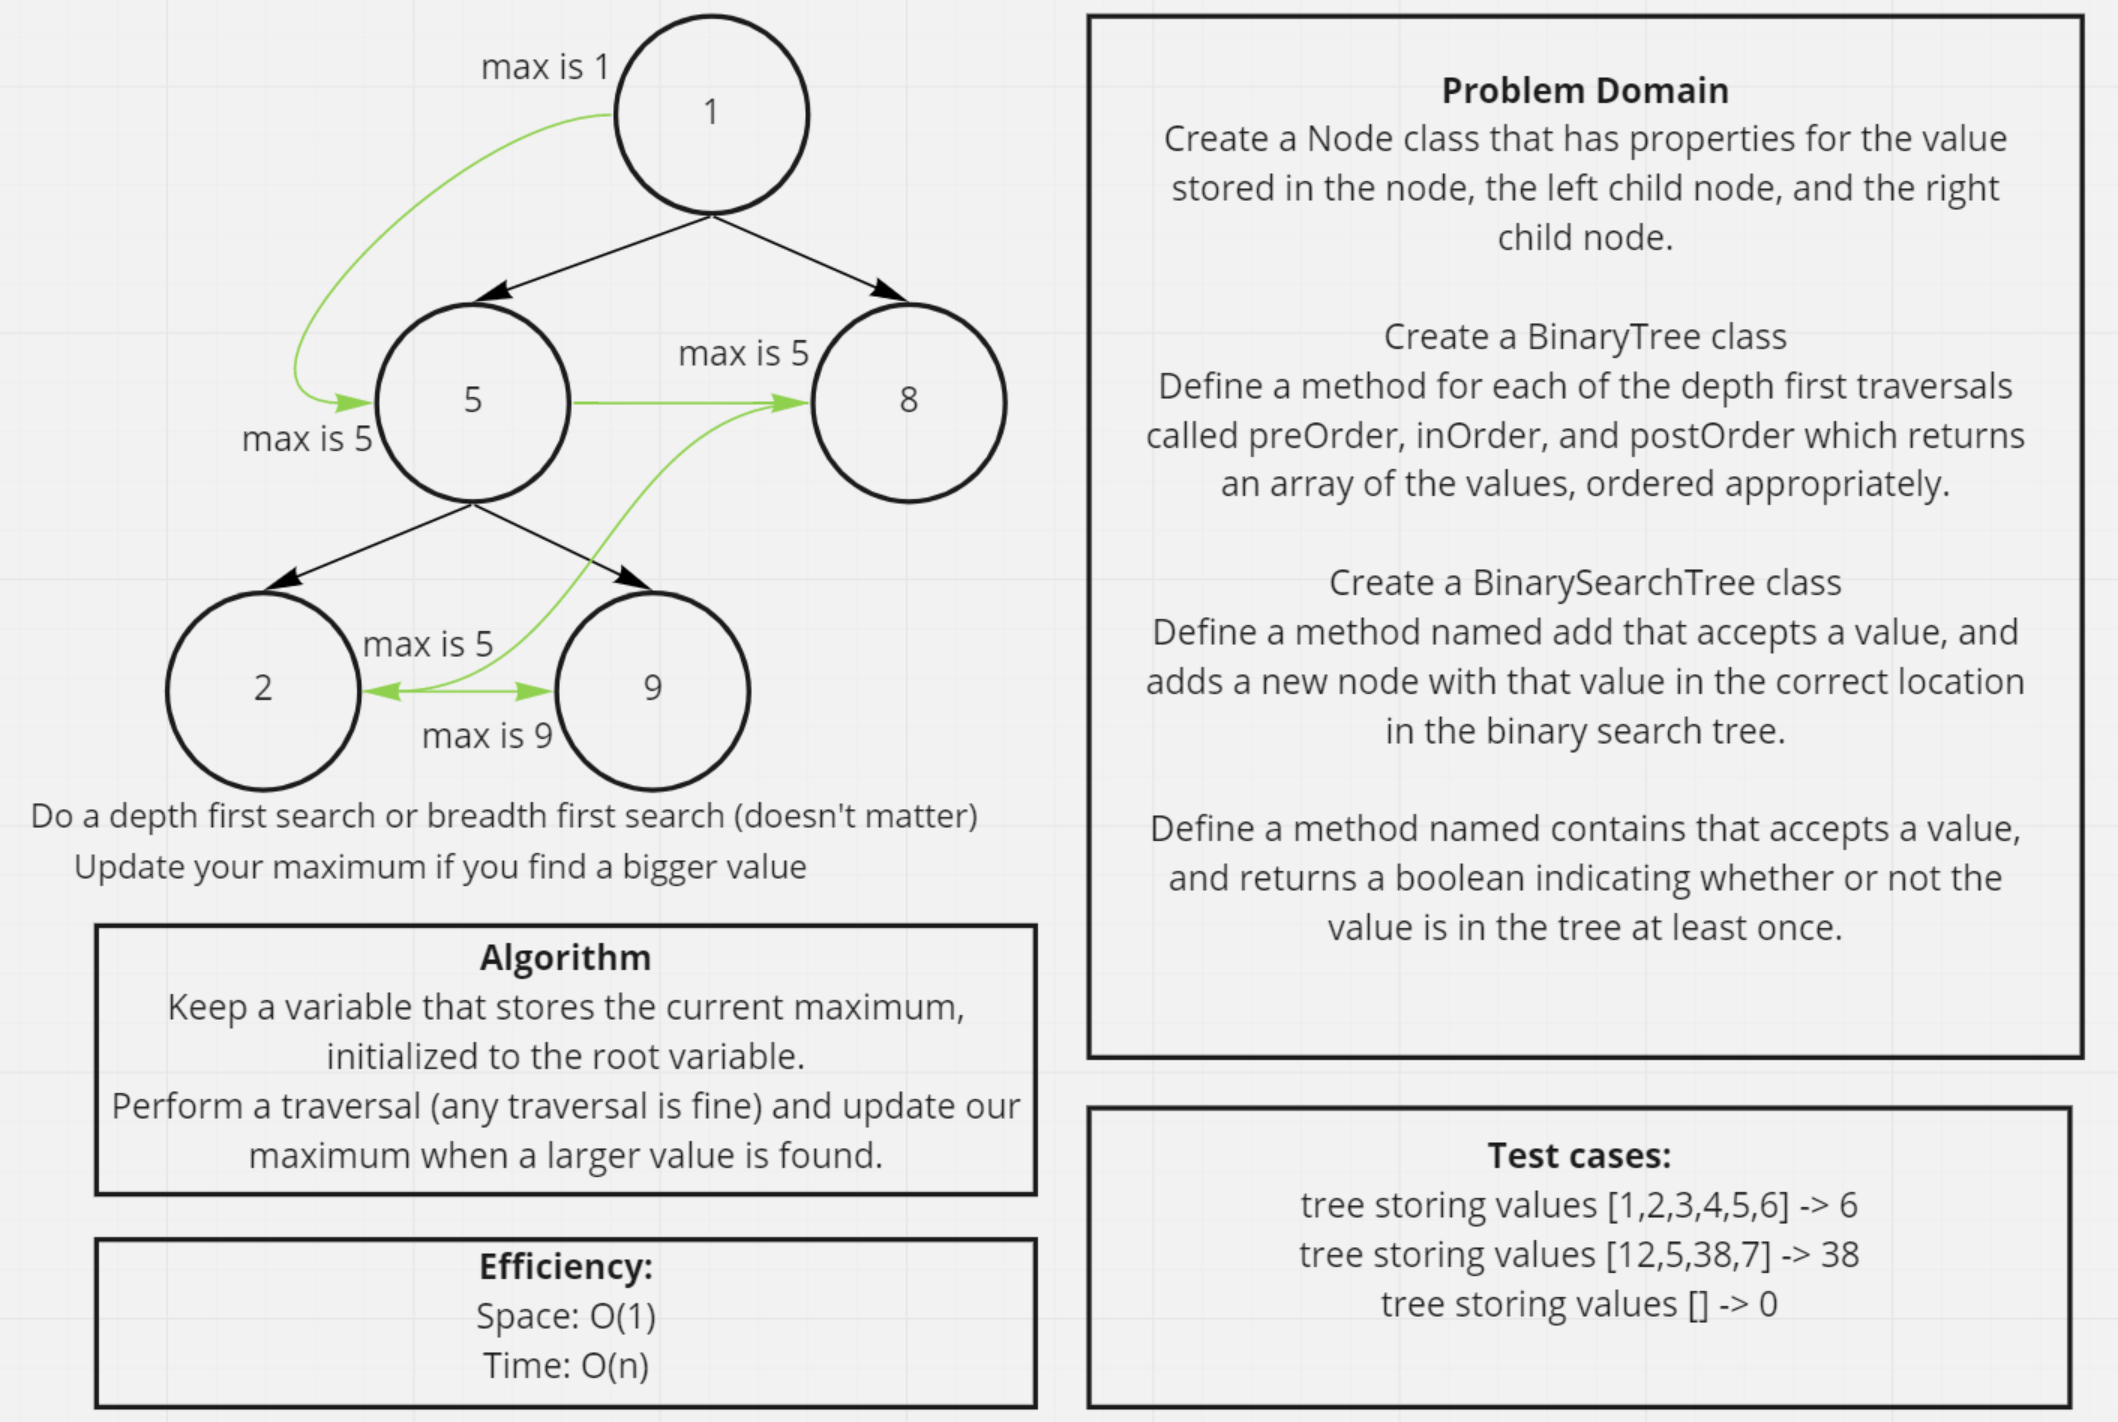 max is 1
1
5
max is 5
max is 5
8
2
max is 5
9
max is 9
Do a depth first search or breadth first search (doesn't matter)
Update your maximum if you find a bigger value
Algorithm
Keep a variable that stores the current maximum,
initialized to the root variable.
Perform a traversal (any traversal is fine) and update our
maximum when a larger value is found.
Efficiency:
Space: O(1)
Time: O(n)
Problem Domain
Create a Node class that has properties for the value
stored in the node, the left child node, and the right
child node.
Create a BinaryTree class
Define a method for each of the depth first traversals
called preOrder, inOrder, and postOrder which returns
an array of the values, ordered appropriately.
Create a BinarySearchTree class
Define a method named add that accepts a value, and
adds a new node with that value in the correct location
in the binary search tree.
Define a method named contains that accepts a value,
and returns a boolean indicating whether or not the
value is in the tree at least once.
Test cases:
tree storing values [1,2,3,4,5,6] -> 6
tree storing values [12,5,38,7] -> 38
tree storing values [] -> 0